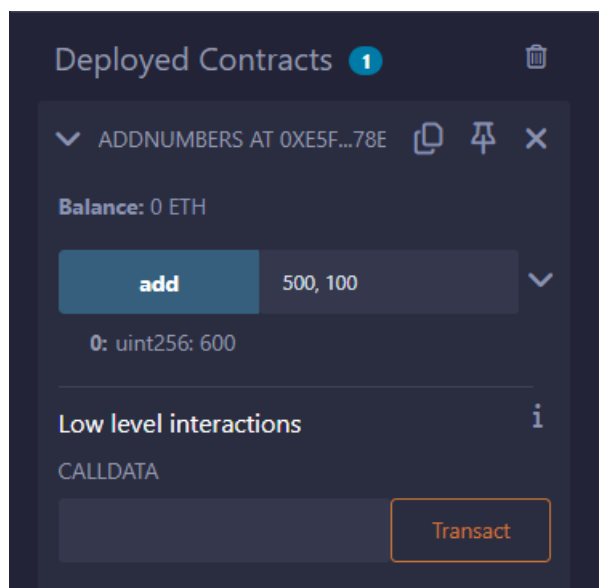 Deployed Contracts 1
ADDNUMBERS AT 0XE5F...78E
Balance: 0 ETH
add 500, 100
0: uint256: 600
Low level interactions i
CALLDATA
Transact